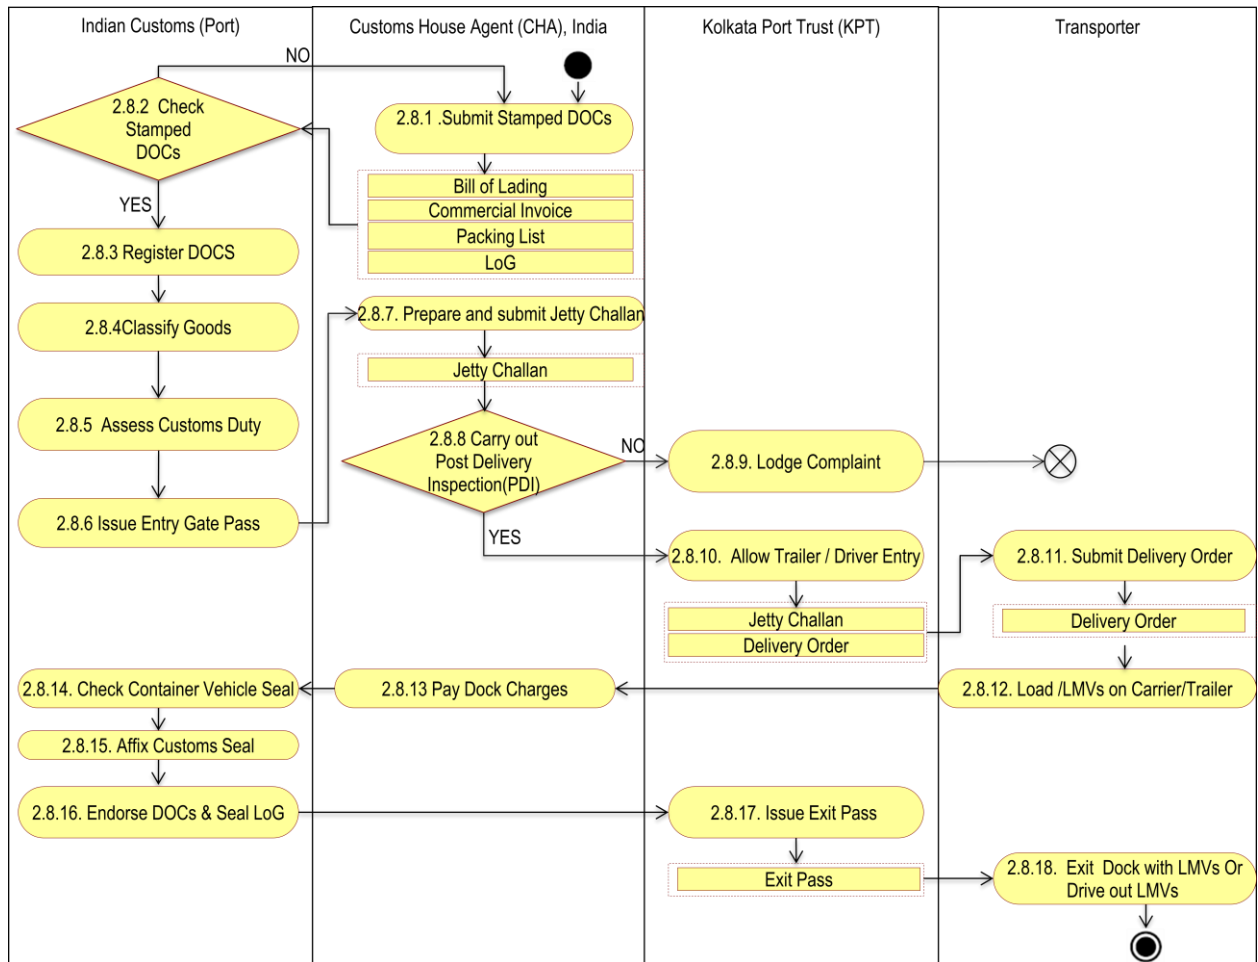 Indian Customs (Port)
Customs House Agent (CHA), India
Kolkata Port Trust (KPT)
Transporter
NO
2.8.2 Check
Stamped
DOCs
2.8.1 .Submit Stamped DOCs
Bill of Lading
Commercial Invoice
Packing List
LoG
YES
2.8.3 Register DOCS
2.8.4Classify Goods
2.8.7. Prepare and submit Jetty Challan
Jetty Challan
2.8.5 Assess Customs Duty
2.8.8 Carry out
Post Delivery
Inspection(PDI)
NO
2.8.9. Lodge Complaint
2.8.6 Issue Entry Gate Pass
YES
2.8.10. Allow Trailer / Driver Entry
2.8.11. Submit Delivery Order
Jetty Challan
Delivery Order
Delivery Order
2.8.14. Check Container Vehicle Seal
2.8.13 Pay Dock Charges
2.8.12. Load /LMVs on Carrier/Trailer
2.8.15. Affix Customs Seal
2.8.16. Endorse DOCs & Seal LoG
2.8.17. Issue Exit Pass
Exit Pass
2.8.18. Exit Dock with LMVs Or
Drive out LMVs